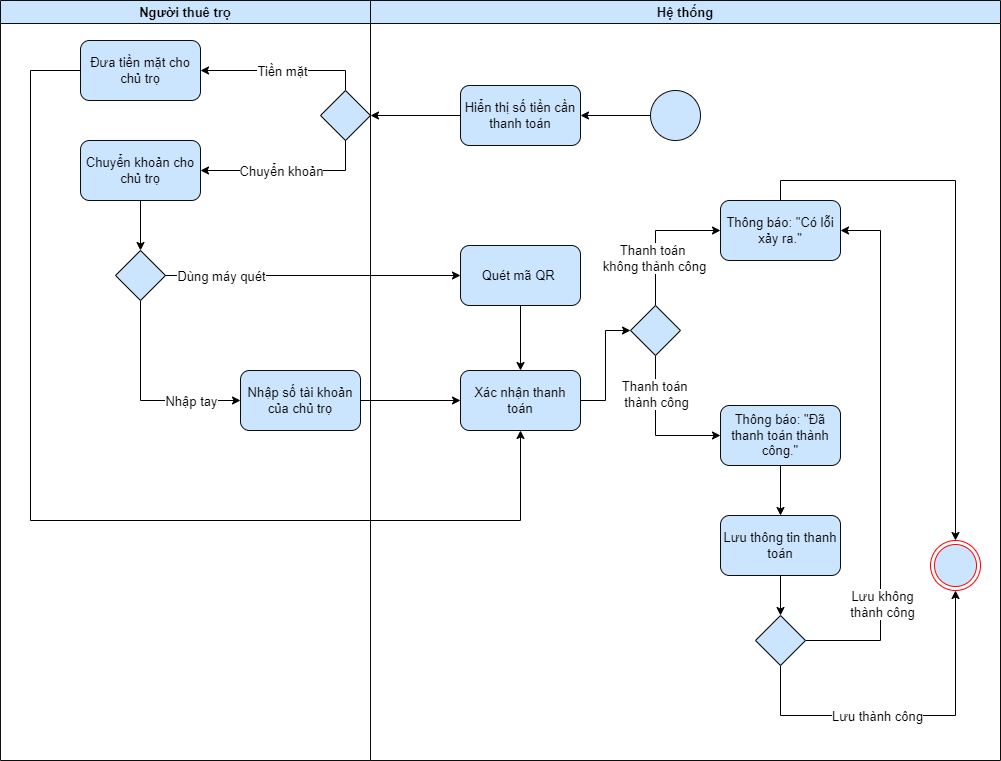 Người thuê trọ
Hệ thống
Đưa tiền mặt cho
chủ trọ
Tiền mặt
Hiển thị số tiền cần
thanh toán
Chuyển khoản cho
chủ trọ
Chuyển khoản
Thông báo: "Có lỗi
xảy ra."
Thanh toán
không thành công
Dùng máy quét
Quét mã QR
Nhập tay
Nhập số tài khoản
của chủ trọ
Xác nhận thanh
toán
Thanh toán
thành công
Thông báo: "Đã
thanh toán thành
công."
Lưu thông tin thanh
toán
Lưu không
thành công
Lưu thành công